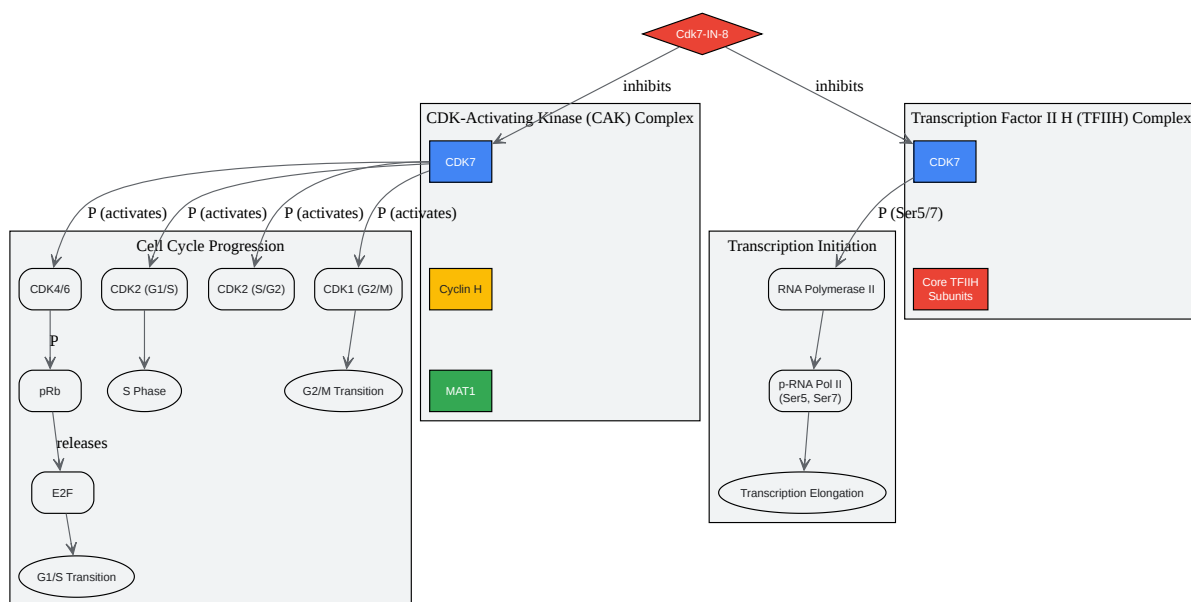 Cdk7-IN-8
inhibits
inhibits
CDK-Activating Kinase (CAK) Complex
Transcription Factor II H (TFIIH) Complex
CDK7
CDK7
P (activates)
P (activates)
P (activates)
P (activates)
P (Ser5/7)
Cell Cycle Progression
Transcription Initiation
CDK4/6
CDK2 (G1/S)
CDK2 (S/G2)
CDK1 (G2/M)
Cyclin H
RNA Polymerase II
Core TFIIH
Subunits
P
pRb
S Phase
G2/M Transition
MAT1
p-RNA Pol II
(Ser5, Ser7)
releases
E2F
Transcription Elongation
G1/S Transition